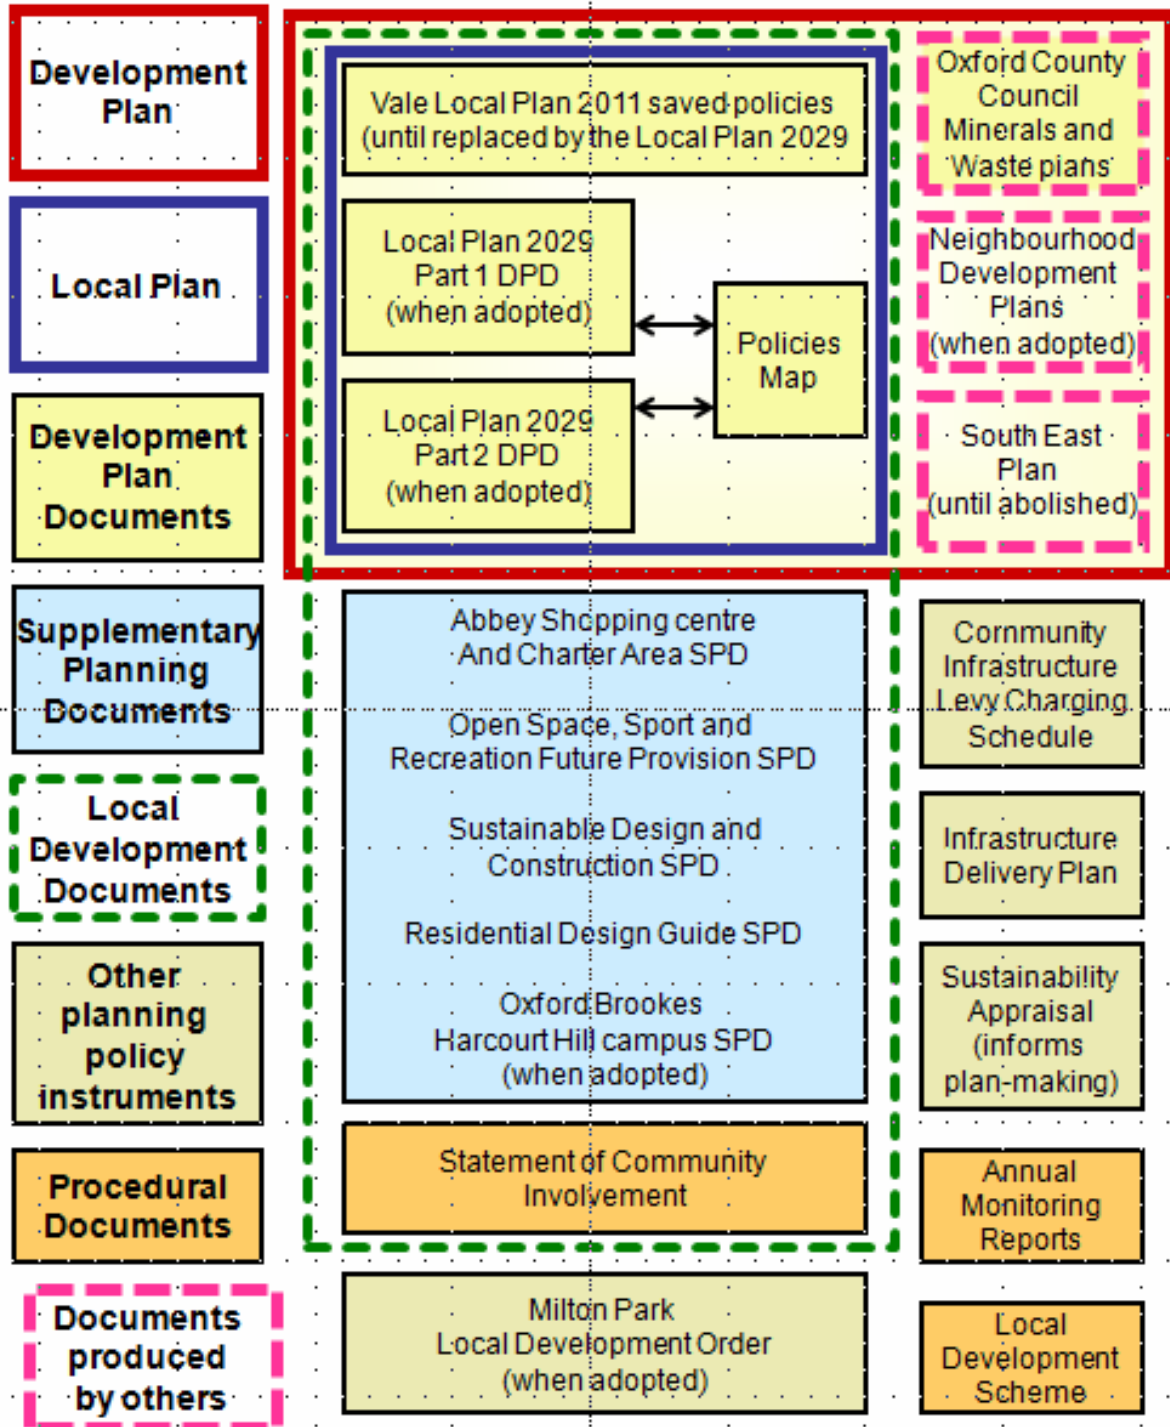 Development
Plan
Local Plan
Development
Plan
Documents
Supplementary
Planning
Documents
Local
Development
Documents
Other
planning
policy
instruments
Procedural
Documents
Documents
produced
by others
Vale Local Plan 2011 saved policies
(until replaced by the Local Plan 2029
Local Plan 2029
Part 1 DPD
(when adopted)
Local Plan 2029
Part 2 DPD
(when adopted)
Policies
Map
Abbey Shopping centre
And Charter Area SPD
Open Space, Sport and
Recreation Future Provision SPD
Sustainable Design and
Construction SPD
Residential Design Guide SPD
Oxford Brookes
Harcourt Hill campus SPD
(when adopted)
Statement of Community
Involvement
Milton Park
Local Development Order
(when adopted)
Oxford County
Council
Minerals and
Waste plans
Neighbourhood
Development
Plans
(when adopted)
South East
Plan
(until abolished)
Community
Infrastructure
Levy Charging
Schedule
Infrastructure
Delivery Plan
Sustainability
Appraisal
(informs
plan-making)
Annual
Monitoring
Reports
Local
Development
Scheme